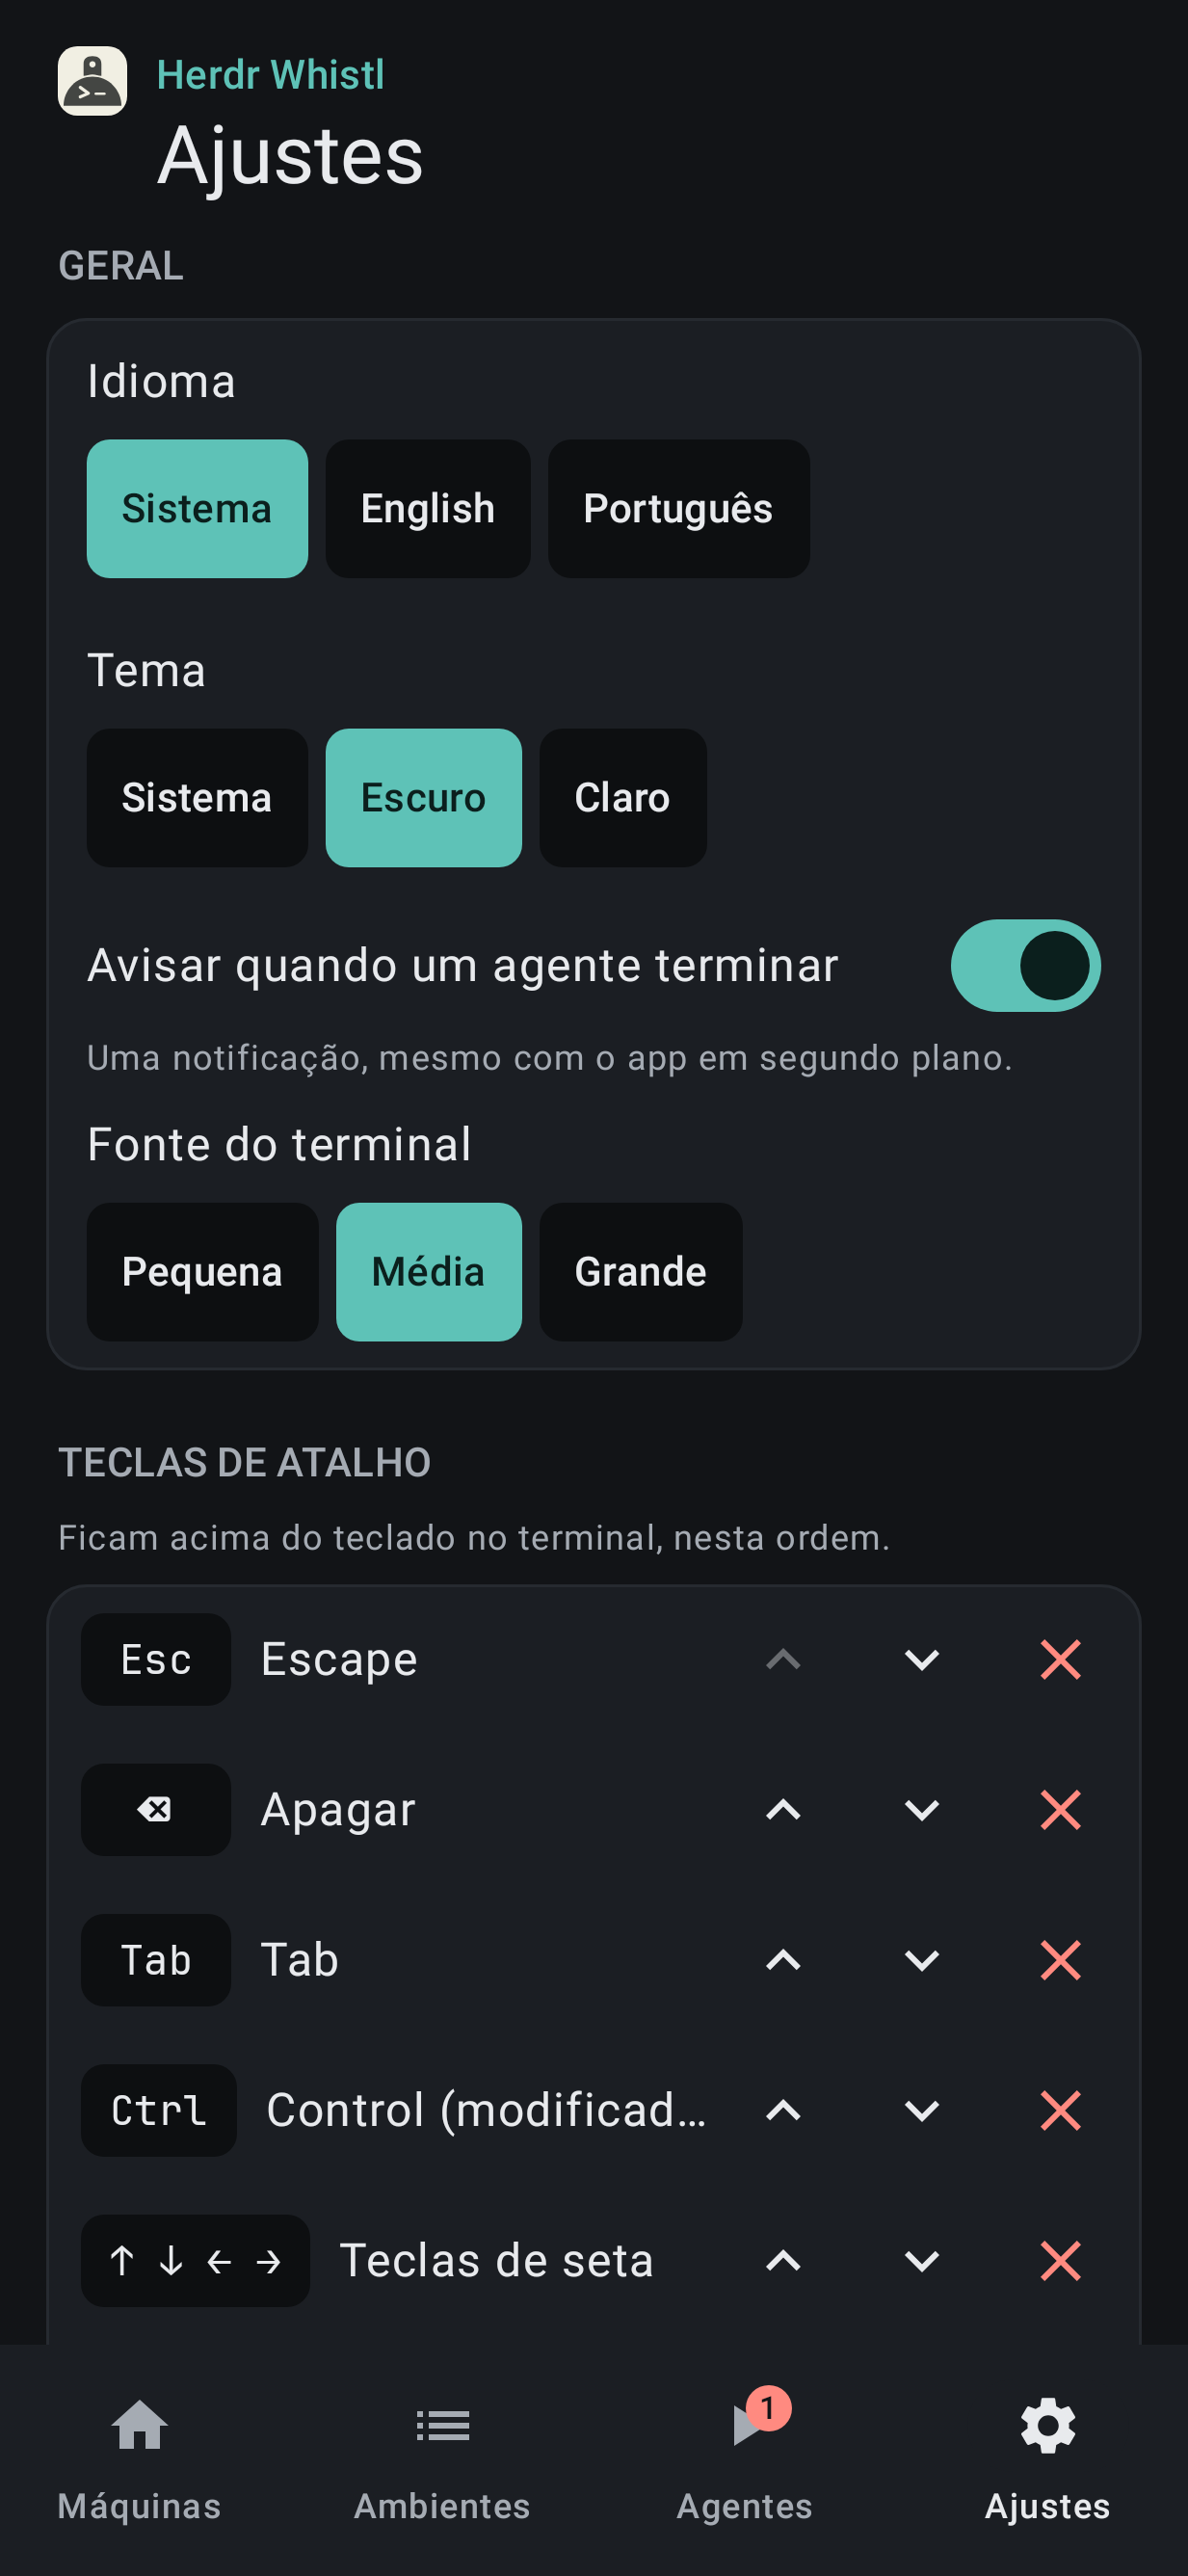 Herdr Whistl
Ajustes
GERAL
Idioma
Sistema English Português
Tema
Sistema Escuro Claro
Avisar quando um agente terminar
Uma notificação, mesmo com o app em segundo plano.
Fonte do terminal
Pequena Média Grande
TECLAS DE ATALHO
Ficam acima do teclado no terminal, nesta ordem.
Esc Escape
Apagar
Tab Tab
Ctrl Control (modificad…
↑ ↓ ← → Teclas de seta
1
Máquinas Ambientes Agentes Ajustes